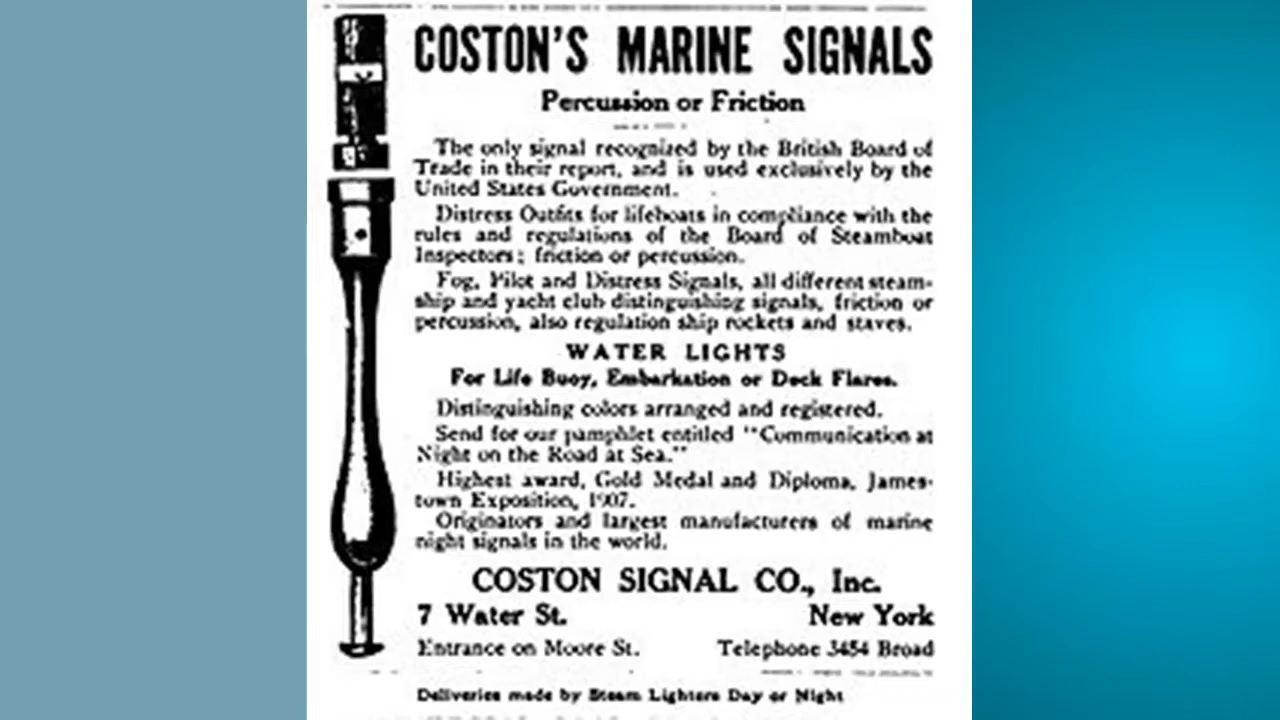 COSTON'S MARINE SIGNALS
Percussion or Friction
The only signal recognized by the British Board of
Trade in their report, and is used exclusively by the
United States Government.
Distress Outfits for lifeboats in compliance with the
rules and regulations of the Board of Steamboat
Inspectors; friction or percussion.
Fog, Pilot and Distress Signals, all different steam-
ship and yacht club distinguishing signals, friction or
percussion, also regulation ship rockets and staves.
WATER LIGHTS
For Life Buoy, Embarkation or Deck Flares.
Distinguishing colors arranged and registered.
Send for our pamphlet entitled "Communication at
Night on the Road at Sea."
Highest award, Gold Medal and Diploma, James-
town Exposition, 1907.
Originators and largest manufacturers of marine
night signals in the world.
COSTON SIGNAL CO., Inc.
7 Water St. New York
Entrance on Moore St. Telephone 3454 Broad
Deliveries made by Steam Lighters Day or Night